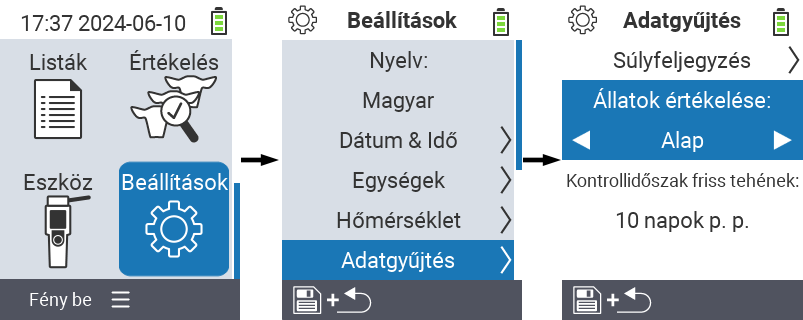 17:37 2024-06-10
Listák
Értékelés
Eszköz
Beállítások
Fény be
Beállítások
Nyelv:
Magyar
Dátum & Idő
Egységek
Hőmérséklet
Adatgyűjtés
+
Adatgyűjtés
Súlyfeljegyzés
Állatok értékelése:
Alap
Kontrollidőszak friss tehének:
10 napok p. p.
+